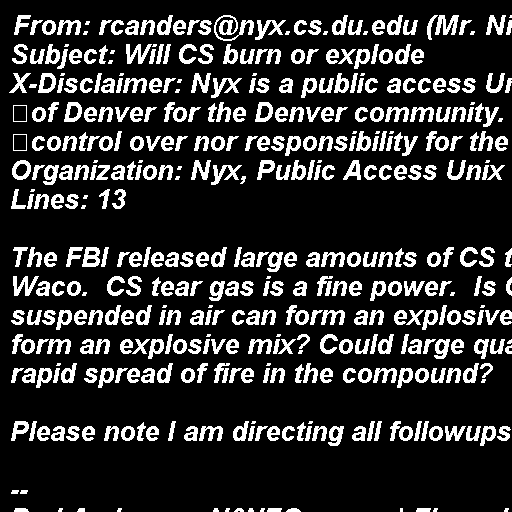 From: rcanders@nyx.cs.du.edu (Mr. Ni
Subject: Will CS burn or explode
X-Disclaimer: Nyx is a public access Un
of Denver for the Denver community.
control over nor responsibility for the
Organization: Nyx, Public Access Unix
Lines: 13

The FBI released large amounts of CS t
Waco.  CS tear gas is a fine power.  Is C
suspended in air can form an explosive
form an explosive mix? Could large qua
rapid spread of fire in the compound?

Please note I am directing all followups

--